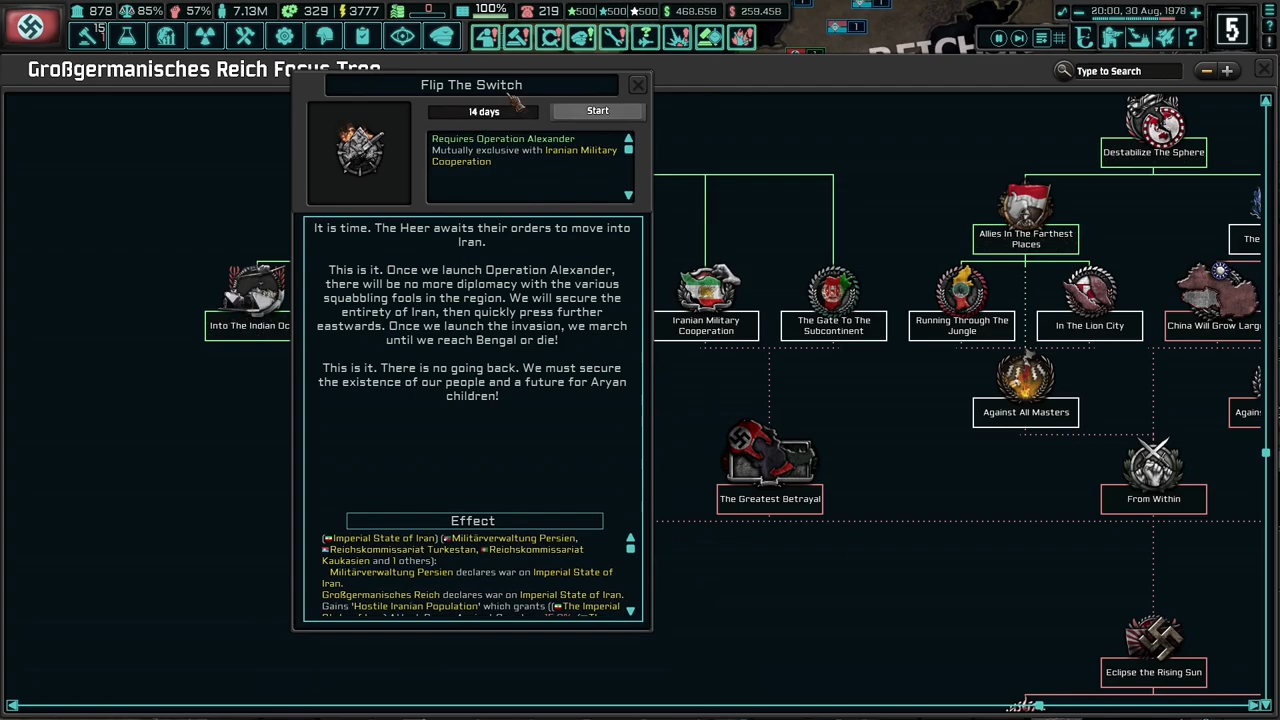 878 85% 57% 7.13M 329 3777 0 100% 219 500 500 500 $ 468.65B $ 259.45B
20:00, 30 Aug, 1978
15
5
Großgermanisches Reich Focus Tree
Type to Search
Flip The Switch
14 days
Start
Requires Operation Alexander
Mutually exclusive with Iranian Military
Cooperation
It is time. The Heer awaits their orders to move into
Iran.
This is it. Once we launch Operation Alexander,
there will be no more diplomacy with the various
squabbling fools in the region. We will secure the
entirety of Iran, then quickly press further
eastwards. Once we launch the invasion, we march
until we reach Bengal or die!
This is it. There is no going back. We must secure
the existence of our people and a future for Aryan
children!
Effect
(Imperial State of Iran) (Militärverwaltung Persien,
Reichskommissariat Turkestan, Reichskommissariat
Kaukasien and 1 others):
Militärverwaltung Persien declares war on Imperial State of
Iran.
Großgermanisches Reich declares war on Imperial State of Iran.
Gains 'Hostile Iranian Population' which grants ((The Imperial
Destabilize The Sphere
Allies In The Farthest
Places
The
Into The Indian Oc
Iranian Military
Cooperation
The Gate To The
Subcontinent
Running Through The
Jungle
In The Lion City
China Will Grow Large
Against All Masters
Agains
The Greatest Betrayal
From Within
Eclipse the Rising Sun